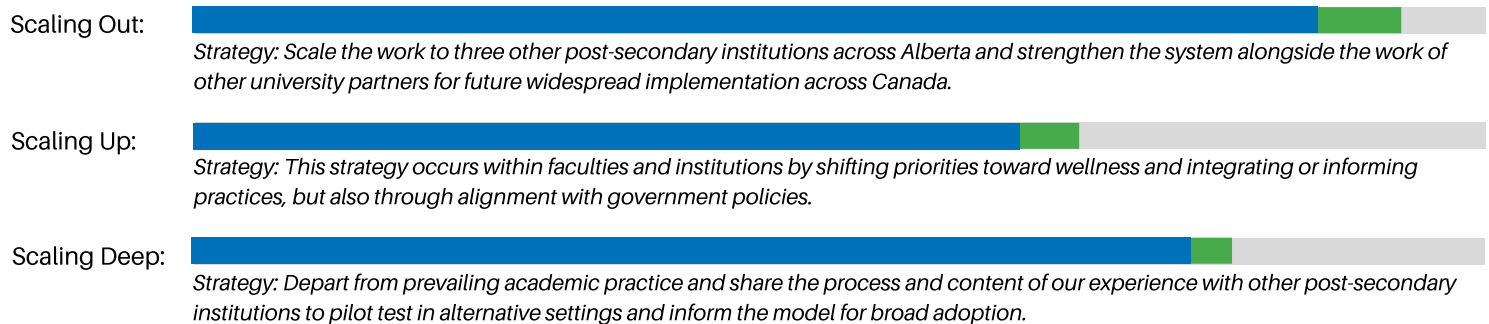 Scaling Out:
Strategy: Scale the work to three other post-secondary institutions across Alberta and strengthen the system alongside the work of
other university partners for future widespread implementation across Canada.
Scaling Up:
Strategy: This strategy occurs within faculties and institutions by shifting priorities toward wellness and integrating or informing
practices, but also through alignment with government policies.
Scaling Deep:
Strategy: Depart from prevailing academic practice and share the process and content of our experience with other post-secondary
institutions to pilot test in alternative settings and inform the model for broad adoption.